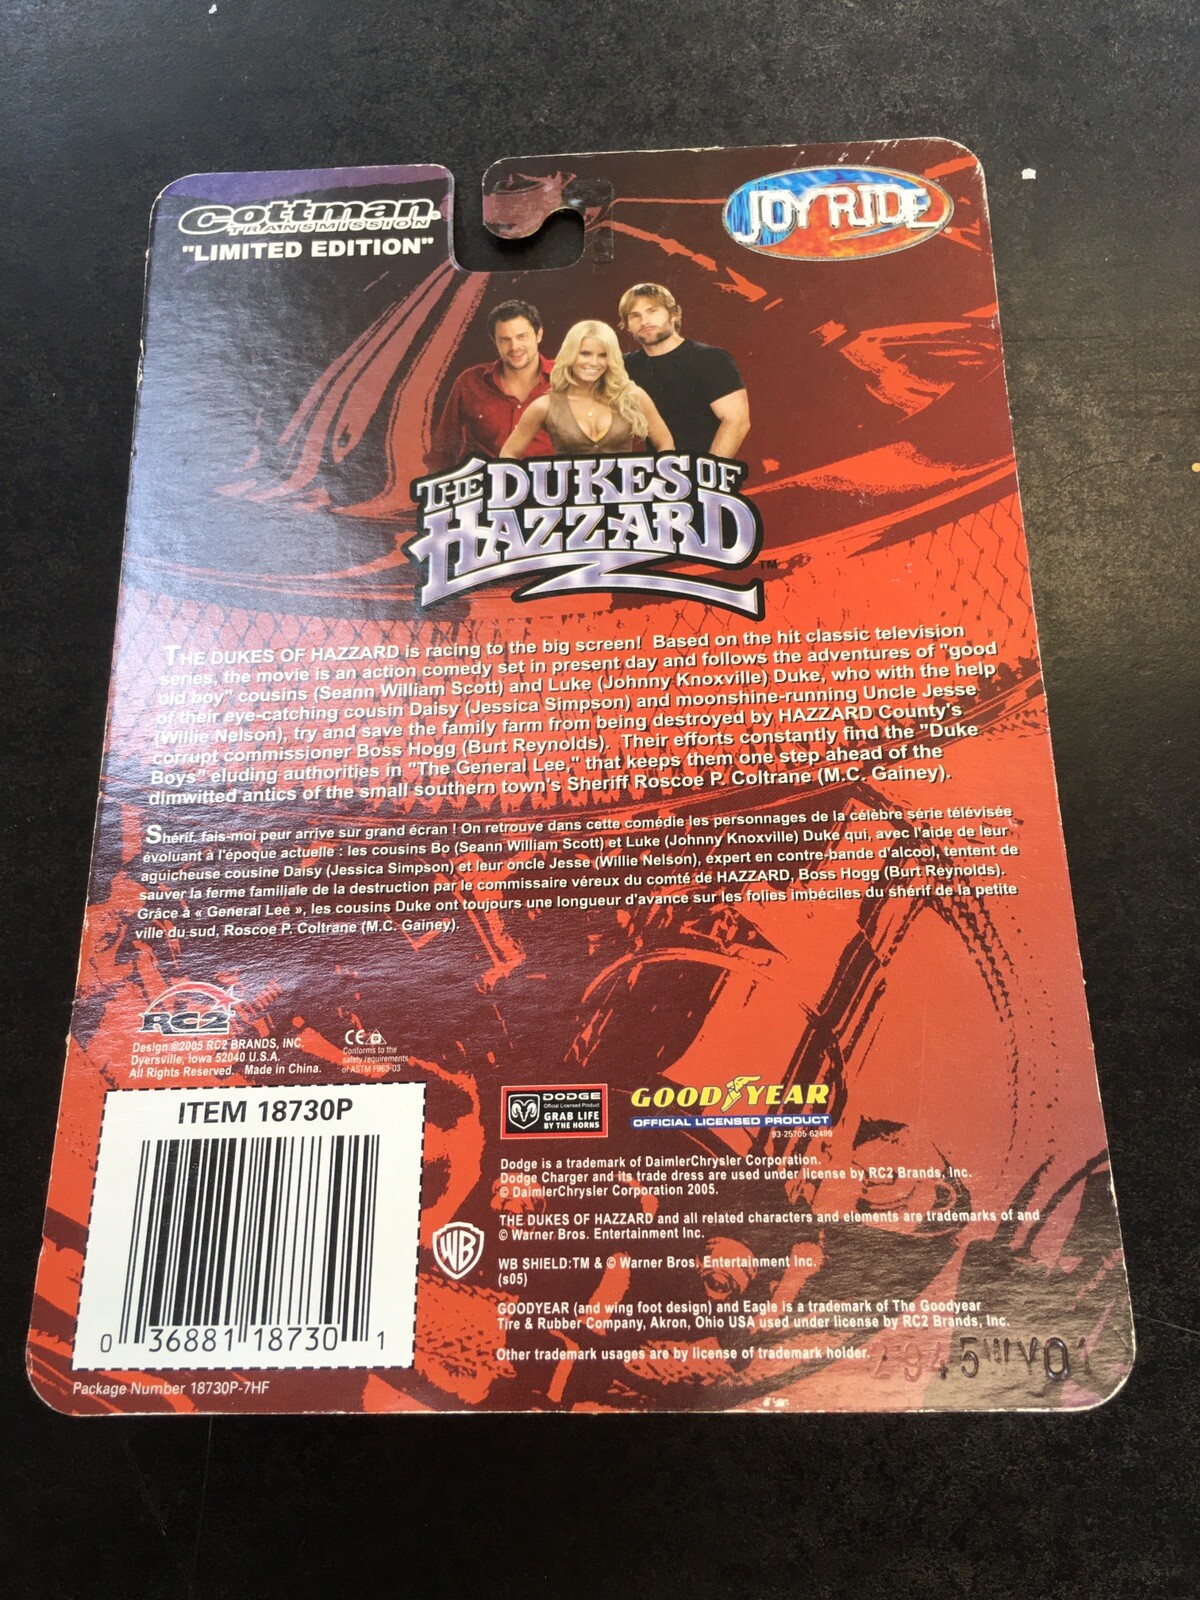 Cottman
TRANSMISSION
"LIMITED EDITION"
JOYRIDE
THE DUKES OF
HAZZARD
TM
THE DUKES OF HAZZARD is racing to the big screen! Based on the hit classic television
series, the movie is an action comedy set in present day and follows the adventures of "good
old boy" cousins (Seann William Scott) and Luke (Johnny Knoxville) Duke, who with the help
of their eye-catching cousin Daisy (Jessica Simpson) and moonshine-running Uncle Jesse
(Willie Nelson), try and save the family farm from being destroyed by HAZZARD County's
corrupt commissioner Boss Hogg (Burt Reynolds). Their efforts constantly find the "Duke
Boys" eluding authorities in "The General Lee," that keeps them one step ahead of the
dimwitted antics of the small southern town's Sheriff Roscoe P. Coltrane (M.C. Gainey).
Shérif, fais-moi peur arrive sur grand écran ! On retrouve dans cette comédie les personnages de la célèbre série télévisée
évoluant à l'époque actuelle : les cousins Bo (Seann William Scott) et Luke (Johnny Knoxville) Duke qui, avec l'aide de leur
aguicheuse cousine Daisy (Jessica Simpson) et leur oncle Jesse (Willie Nelson), expert en contre-bande d'alcool, tentent de
sauver la ferme familiale de la destruction par le commissaire véreux du comté de HAZZARD, Boss Hogg (Burt Reynolds).
Grâce à « General Lee », les cousins Duke ont toujours une longueur d'avance sur les folies imbéciles du shérif de la petite
ville du sud, Roscoe P. Coltrane (M.C. Gainey).
RC2
Design ©2005 RC2 BRANDS, INC.
Dyersville, Iowa 52040 U.S.A.
All Rights Reserved. Made in China.
CE
Conforms to the
safety requirements
of ASTM F963-03
ITEM 18730P
0 36881 18730 1
Package Number 18730P-7HF
DODGE
Official Licensed Product
GRAB LIFE
BY THE HORNS
GOODYEAR
OFFICIAL LICENSED PRODUCT
93-25705-62499
Dodge is a trademark of DaimlerChrysler Corporation.
Dodge Charger and its trade dress are used under license by RC2 Brands, Inc.
© DaimlerChrysler Corporation 2005.
WB
THE DUKES OF HAZZARD and all related characters and elements are trademarks of and
© Warner Bros. Entertainment Inc.
WB SHIELD:TM & © Warner Bros. Entertainment Inc.
(s05)
GOODYEAR (and wing foot design) and Eagle is a trademark of The Goodyear
Tire & Rubber Company, Akron, Ohio USA used under license by RC2 Brands, Inc.
Other trademark usages are by license of trademark holder.